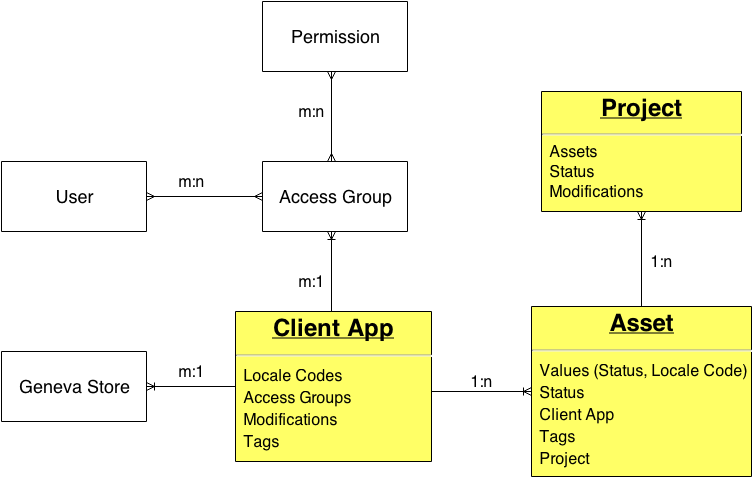 Permission
m:n
Project
Assets
Status
Modifications
User
m:n
Access Group
1:n
m:1
Client App
Locale Codes
Access Groups
Modifications
Tags
Asset
Values (Status, Locale Code)
Status
Client App
Tags
Project
Geneva Store
m:1
1:n